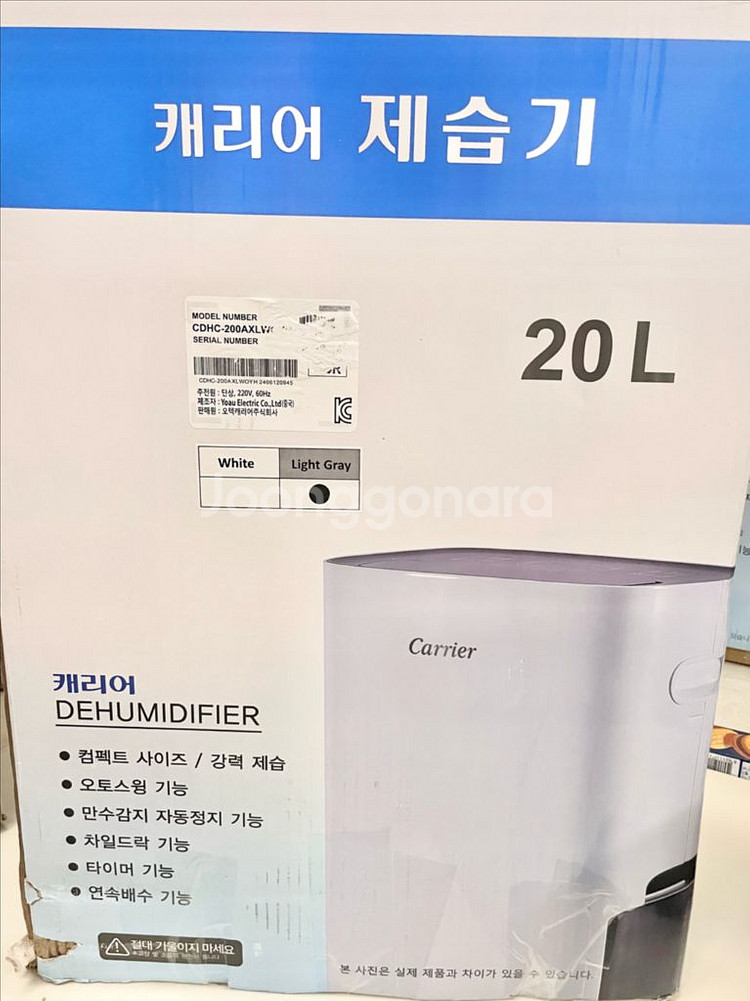 캐리어 제습기
MODEL NUMBER
CDHC-200AXLW
SERIAL NUMBER
주전원 : 단상, 220V, 60Hz
제조자 : Yoau Electric Co.,Ltd(중국)
판매원 : 오텍캐리어주식회사
20L
White Light Gray
Joonggonara
Carrier
캐리어
DEHUMIDIFIER
● 컴펙트 사이즈 / 강력 제습
● 오토스윙 기능
● 만수감지 자동정지 기능
● 차일드락 기능
● 타이머 기능
● 연속배수 기능
절대 기울이지 마세요
본 사진은 실제 제품과 차이가 있을 수 있습니다.